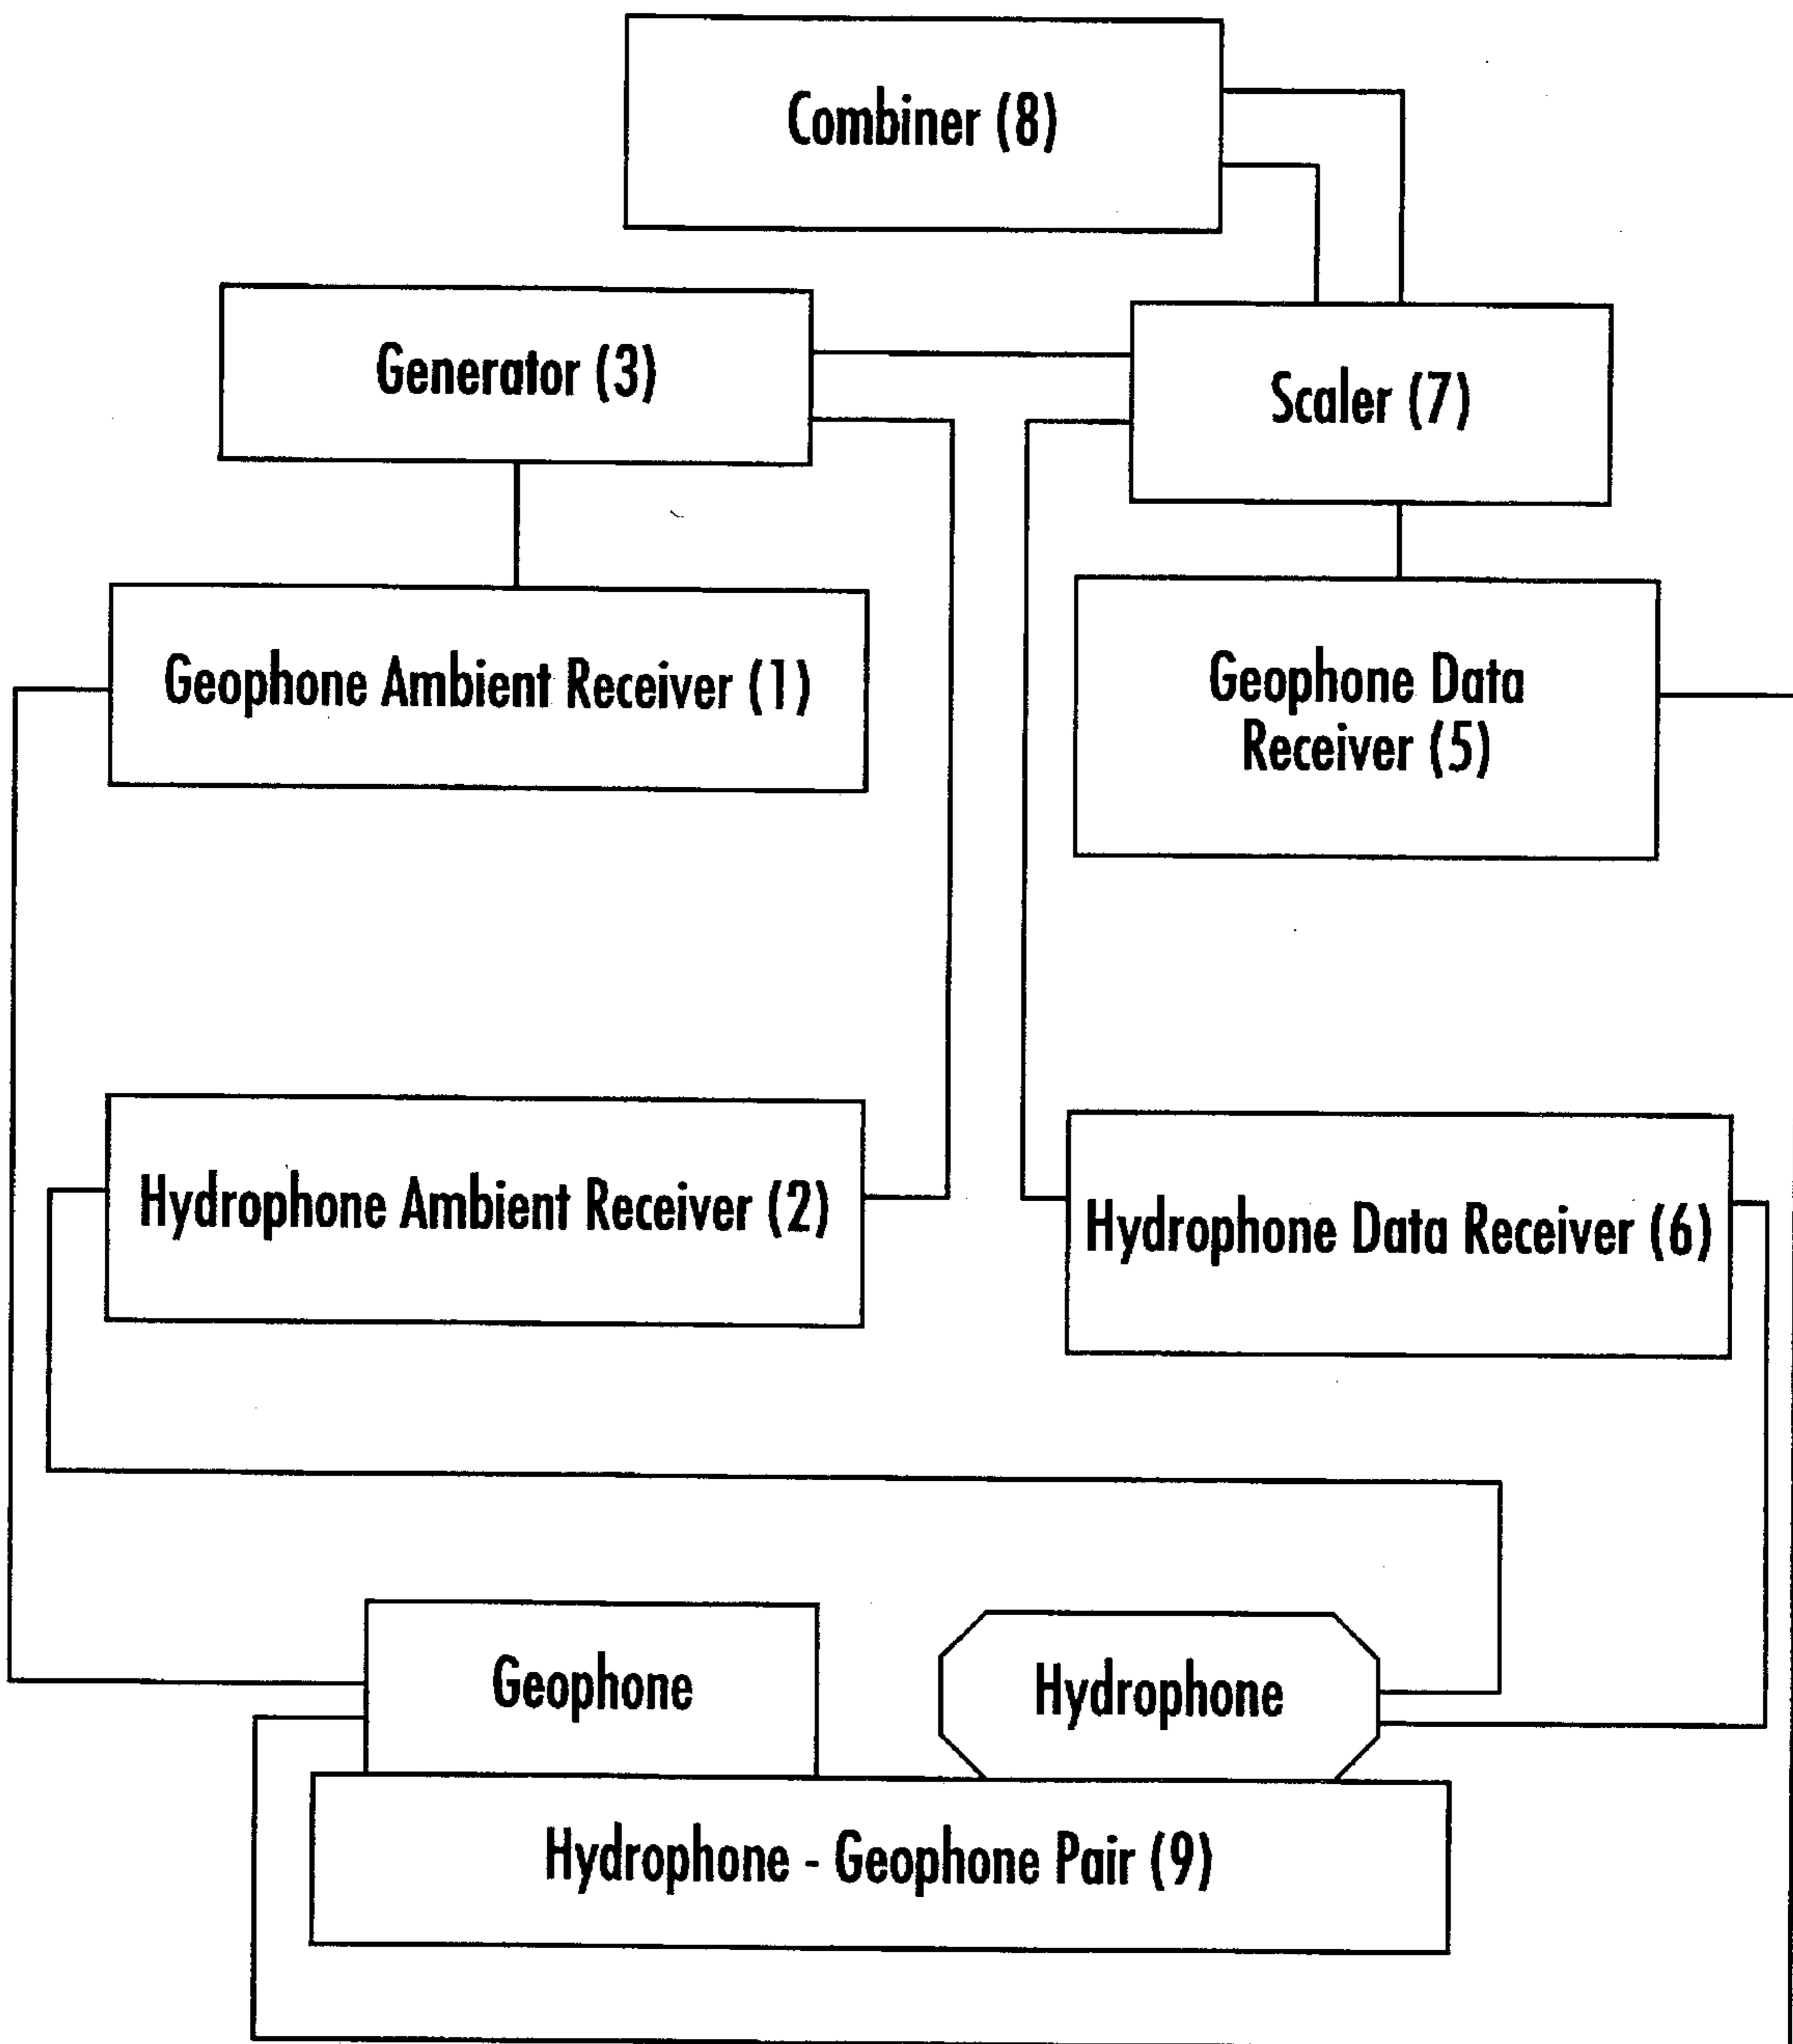 Combiner (8)
Generator (3)
Scaler (7)
Geophone Ambient Receiver (1)
Geophone Data
Receiver (5)
Hydrophone Ambient Receiver (2)
Hydrophone Data Receiver (6)
Geophone
Hydrophone
Hydrophone - Geophone Pair (9)